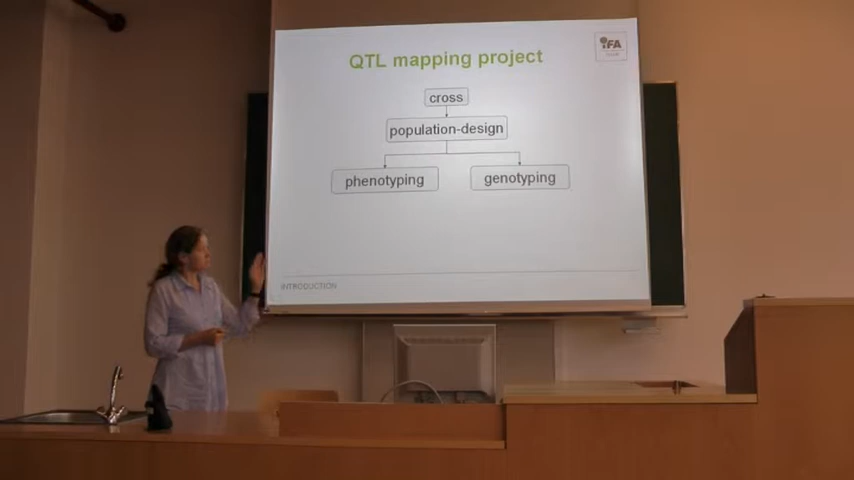 QTL mapping project
IFA
cross
population-design
phenotyping
genotyping
INTRODUCTION